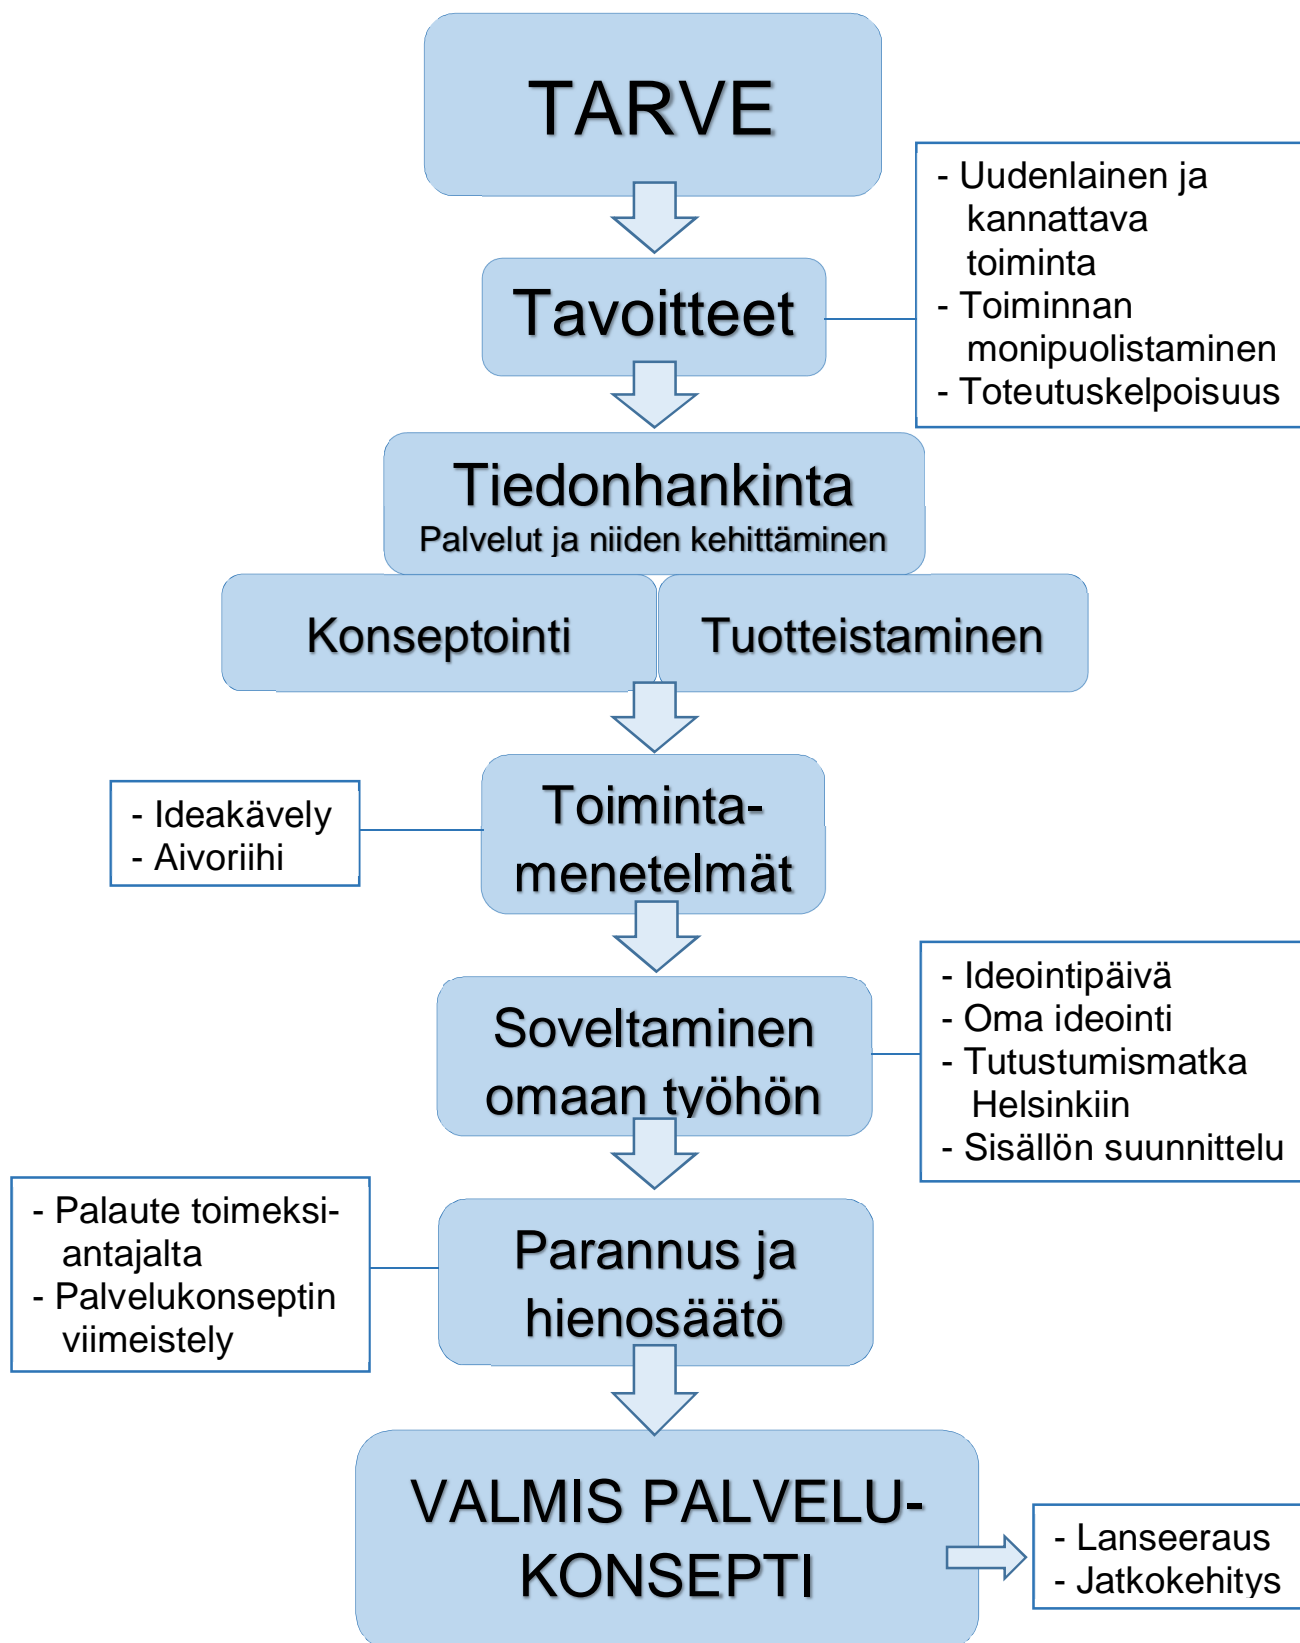 TARVE
- Uudenlainen ja
kannattava
toiminta
- Toiminnan
monipuolistaminen
- Toteutuskelpoisuus
Tavoitteet
Tiedonhankinta
Palvelut ja niiden kehittäminen
Konseptointi
Tuotteistaminen
Toiminta-
menetelmät
- Ideakävely
- Aivoriihi
Soveltaminen
omaan työhön
- Ideointipäivä
- Oma ideointi
- Tutustumismatka
Helsinkiin
- Sisällön suunnittelu
- Palaute toimeksi-
antajalta
- Palvelukonseptin
viimeistely
Parannus ja
hienosäätö
VALMIS PALVELU-
KONSEPTI
- Lanseeraus
- Jatkokehitys